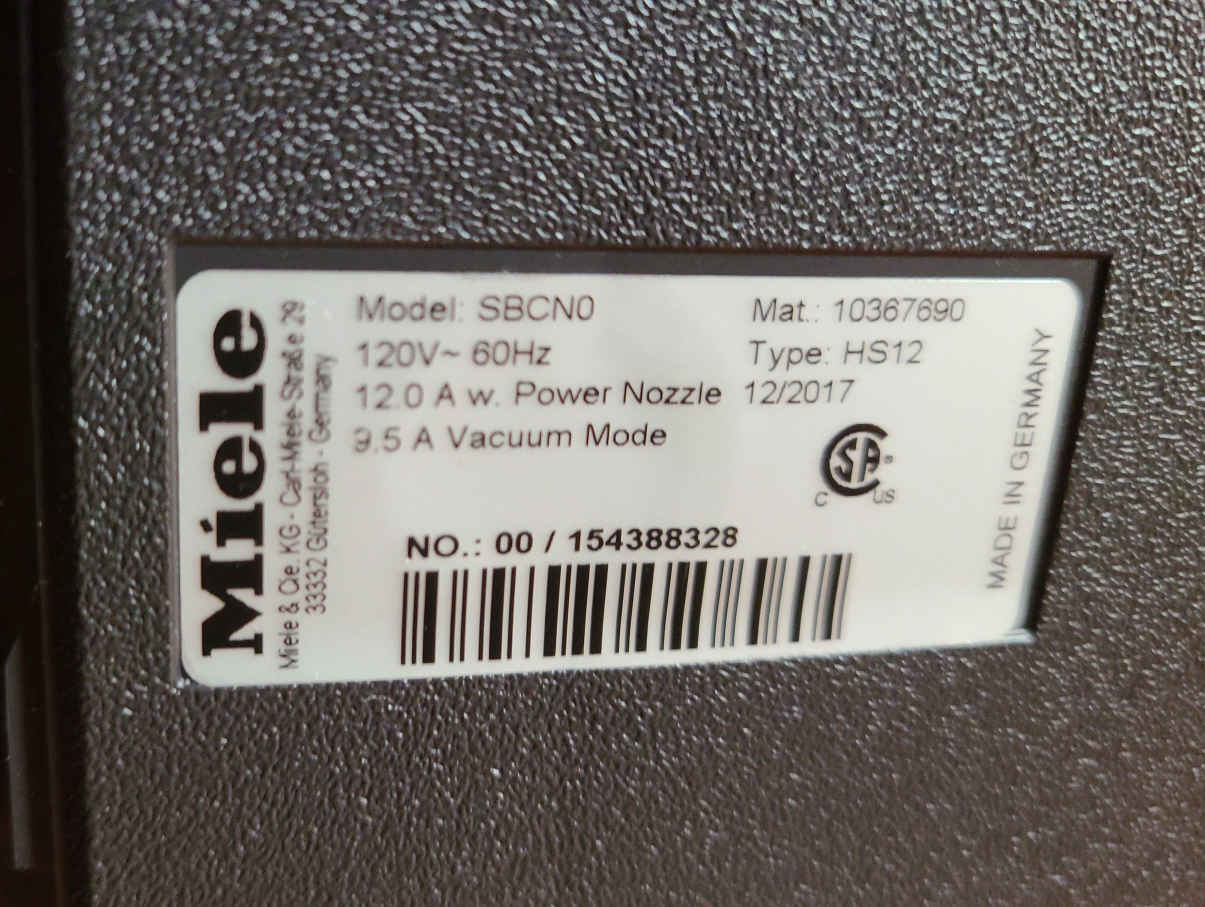 Miele
Miele & Cie. KG - Carl-Miele-Straße 29
33332 Gütersloh - Germany
Model: SBCN0
120V~ 60Hz
12.0 A w. Power Nozzle
9.5 A Vacuum Mode
Mat.: 10367690
Type: HS12
12/2017
CSA®
C US
MADE IN GERMANY
NO.: 00 / 154388328